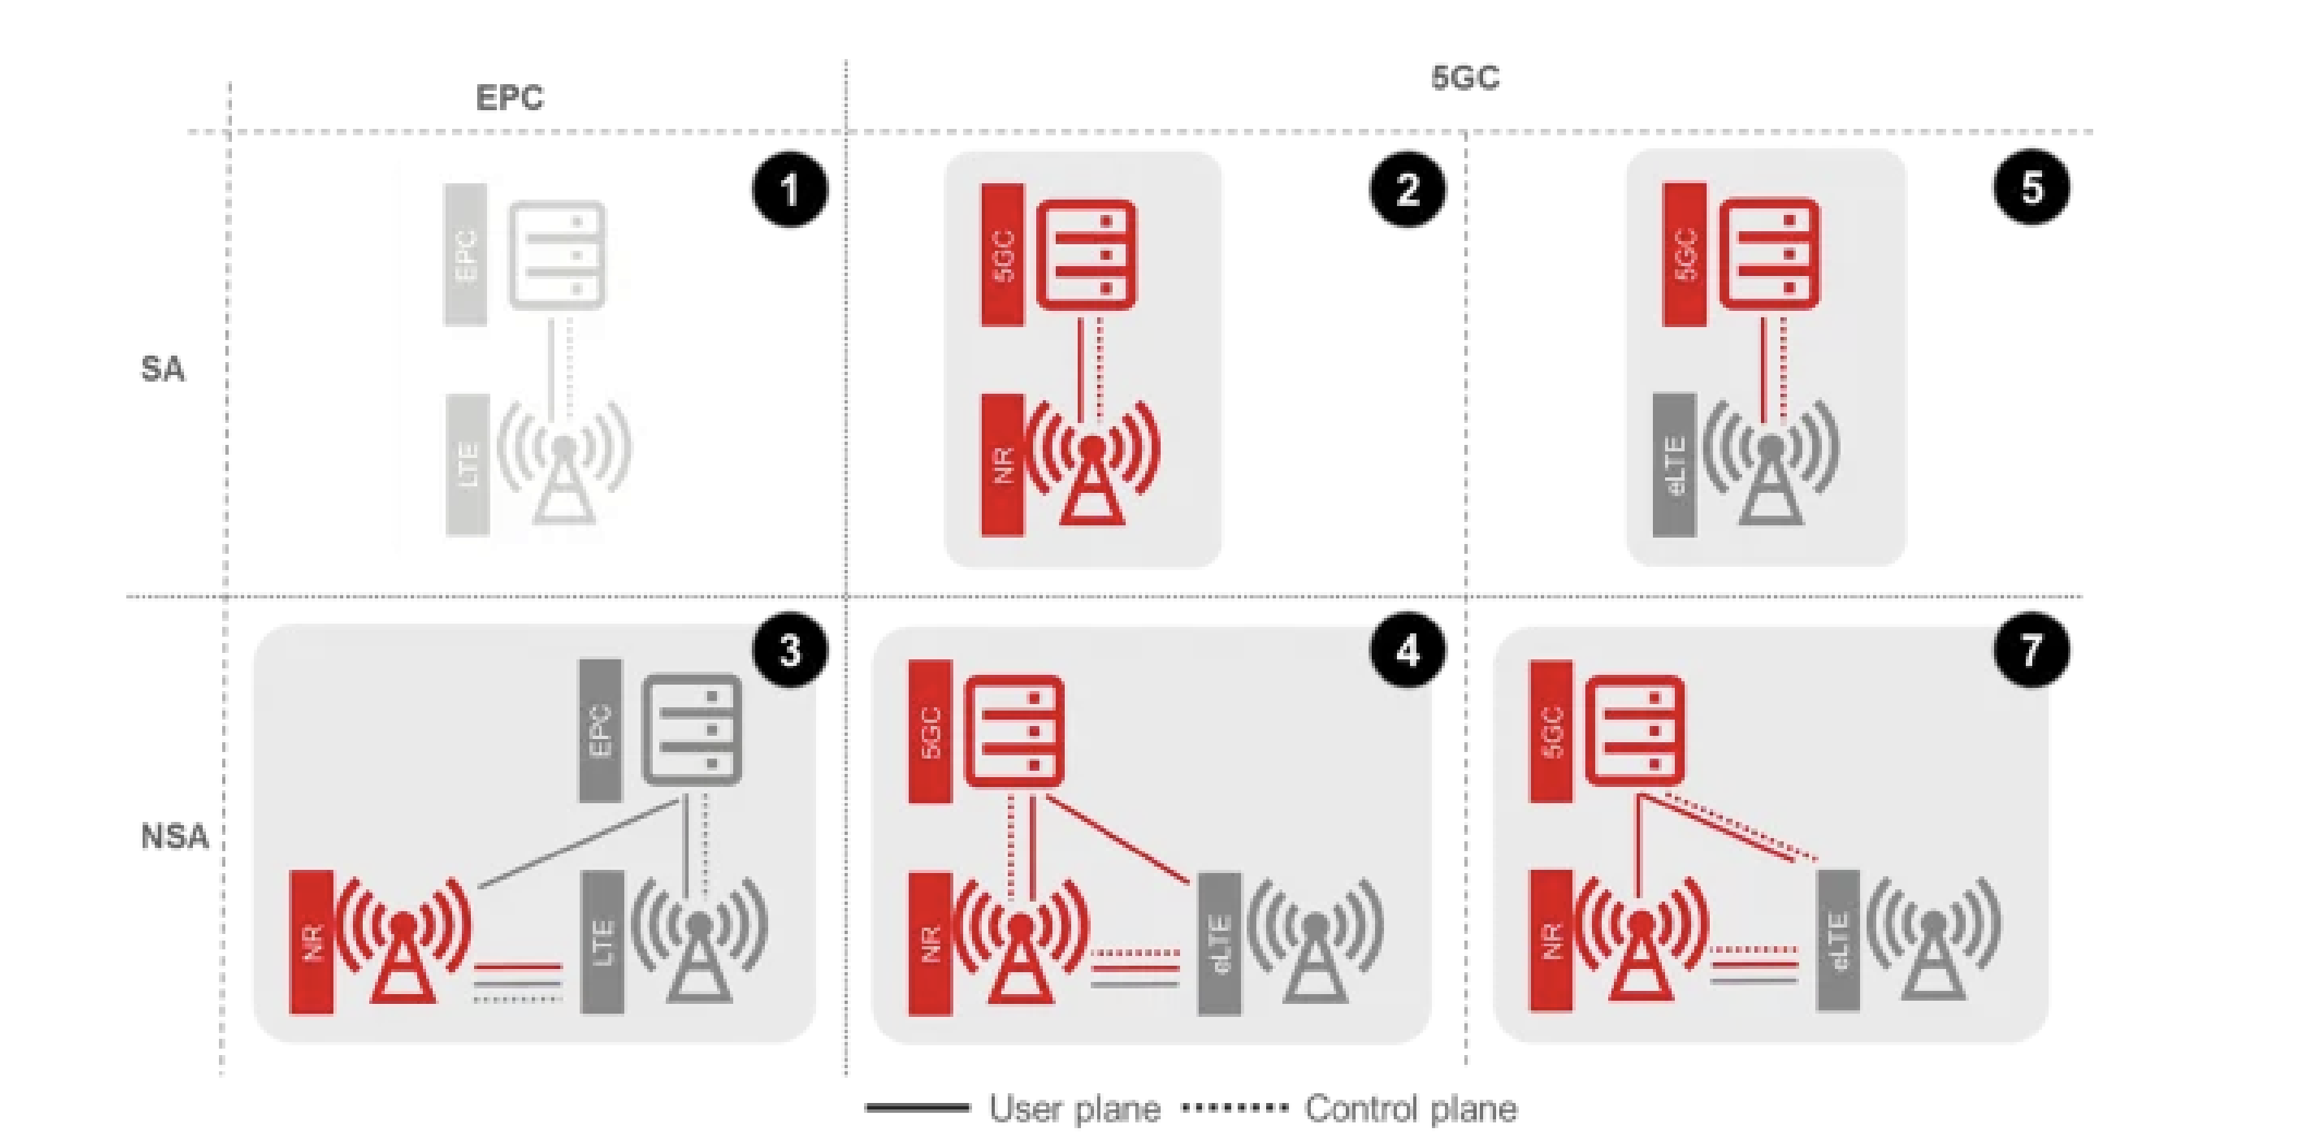 EPC
5GC
SA
1
EPC
LTE
2
5GC
NR
5
5GC
eLTE
NSA
3
EPC
NR
LTE
4
5GC
NR
eLTE
7
5GC
NR
eLTE
User plane
Control plane